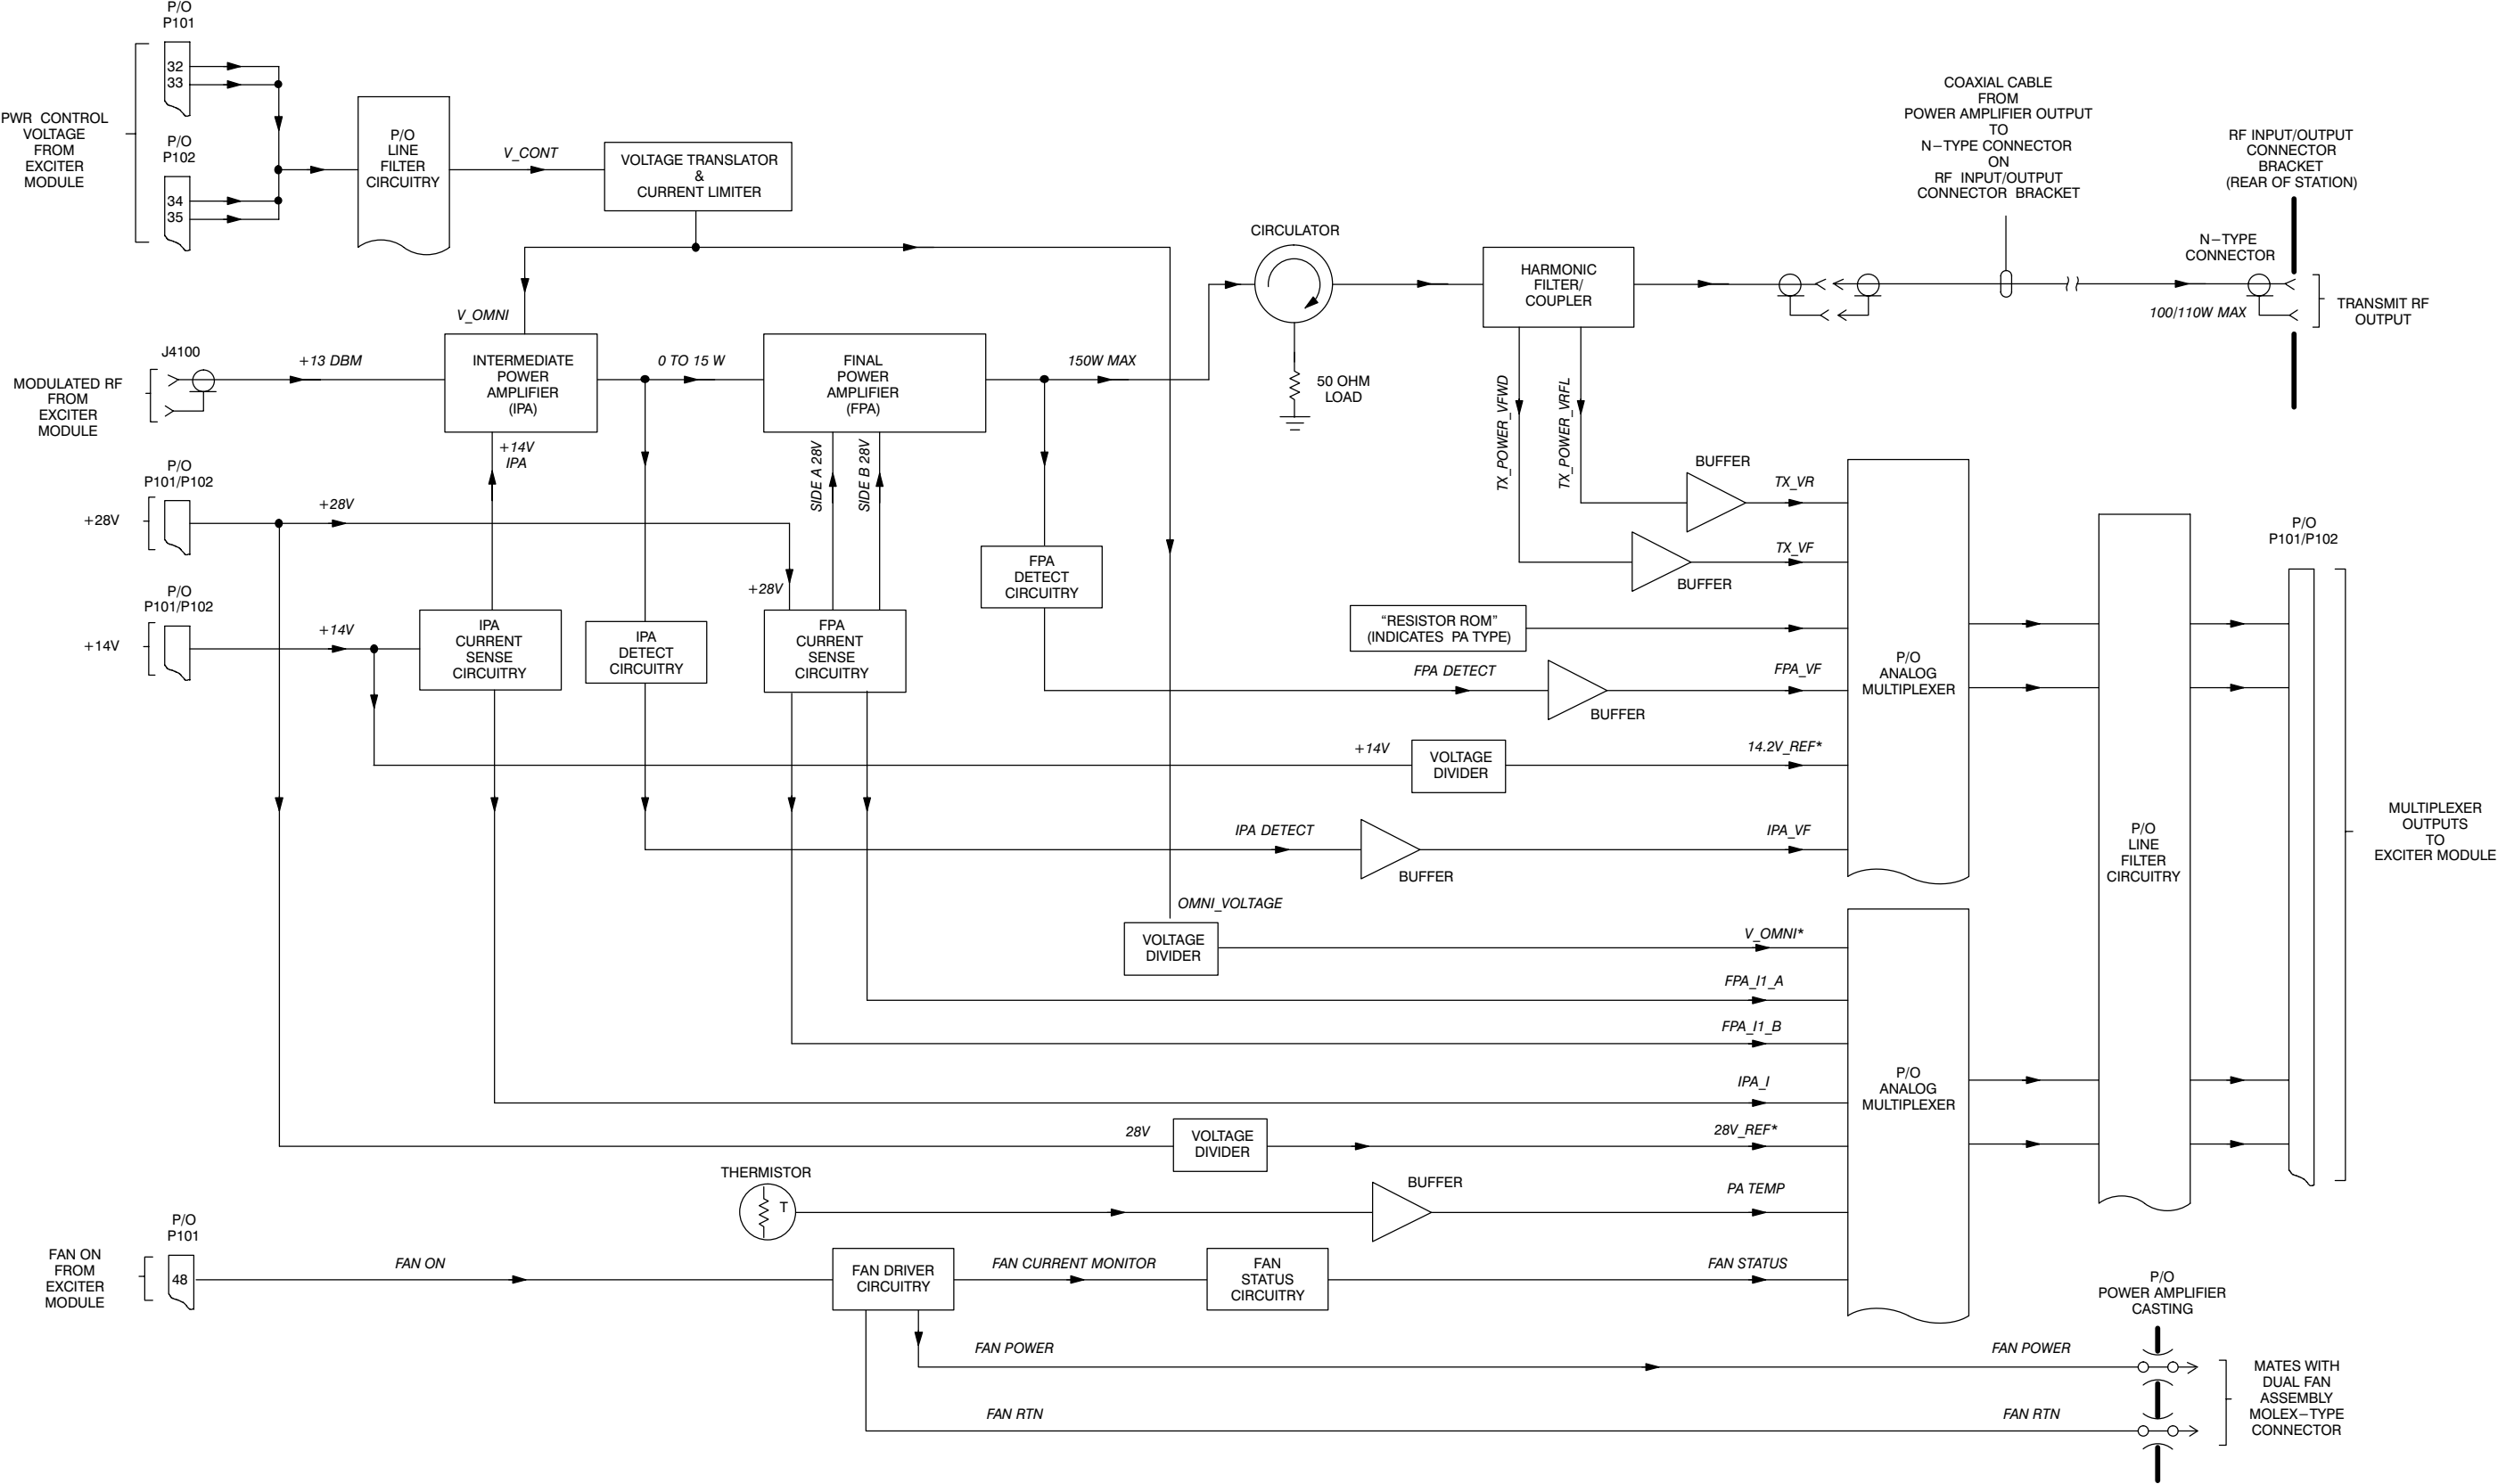 P/O
P101
32
33
PWR CONTROL
VOLTAGE
FROM
EXCITER
MODULE
P/O
P102
34
35
P/O
LINE
FILTER
CIRCUITRY
V_CONT
VOLTAGE TRANSLATOR
&
CURRENT LIMITER
COAXIAL CABLE
FROM
POWER AMPLIFIER OUTPUT
TO
N−TYPE CONNECTOR
ON
RF INPUT/OUTPUT
CONNECTOR BRACKET
RF INPUT/OUTPUT
CONNECTOR
BRACKET
(REAR OF STATION)
CIRCULATOR
50 OHM
LOAD
HARMONIC
FILTER/
COUPLER
N−TYPE
CONNECTOR
100/110W MAX
TRANSMIT RF
OUTPUT
V_OMNI
J4100
MODULATED RF
FROM
EXCITER
MODULE
+13 DBM
INTERMEDIATE
POWER
AMPLIFIER
(IPA)
0 TO 15 W
FINAL
POWER
AMPLIFIER
(FPA)
150W MAX
TX_POWER_VFWD
TX_POWER_VRFL
+14V
IPA
SIDE A 28V
SIDE B 28V
BUFFER
TX_VR
TX_VF
BUFFER
P/O
P101/P102
+28V
+28V
+28V
P/O
P101/P102
+14V
+14V
IPA
CURRENT
SENSE
CIRCUITRY
IPA
DETECT
CIRCUITRY
FPA
CURRENT
SENSE
CIRCUITRY
FPA
DETECT
CIRCUITRY
“RESISTOR ROM”
(INDICATES PA TYPE)
FPA DETECT
BUFFER
FPA_VF
P/O
ANALOG
MULTIPLEXER
+14V
VOLTAGE
DIVIDER
14.2V_REF*
IPA DETECT
BUFFER
IPA_VF
P/O
LINE
FILTER
CIRCUITRY
P/O
P101/P102
MULTIPLEXER
OUTPUTS
TO
EXCITER MODULE
OMNI_VOLTAGE
VOLTAGE
DIVIDER
V_OMNI*
FPA_I1_A
FPA_I1_B
IPA_I
P/O
ANALOG
MULTIPLEXER
28V
VOLTAGE
DIVIDER
28V_REF*
THERMISTOR
T
BUFFER
PA TEMP
P/O
P101
FAN ON
FROM
EXCITER
MODULE
48
FAN ON
FAN DRIVER
CIRCUITRY
FAN CURRENT MONITOR
FAN
STATUS
CIRCUITRY
FAN STATUS
P/O
POWER AMPLIFIER
CASTING
FAN POWER
FAN POWER
FAN RTN
FAN RTN
MATES WITH
DUAL FAN
ASSEMBLY
MOLEX−TYPE
CONNECTOR